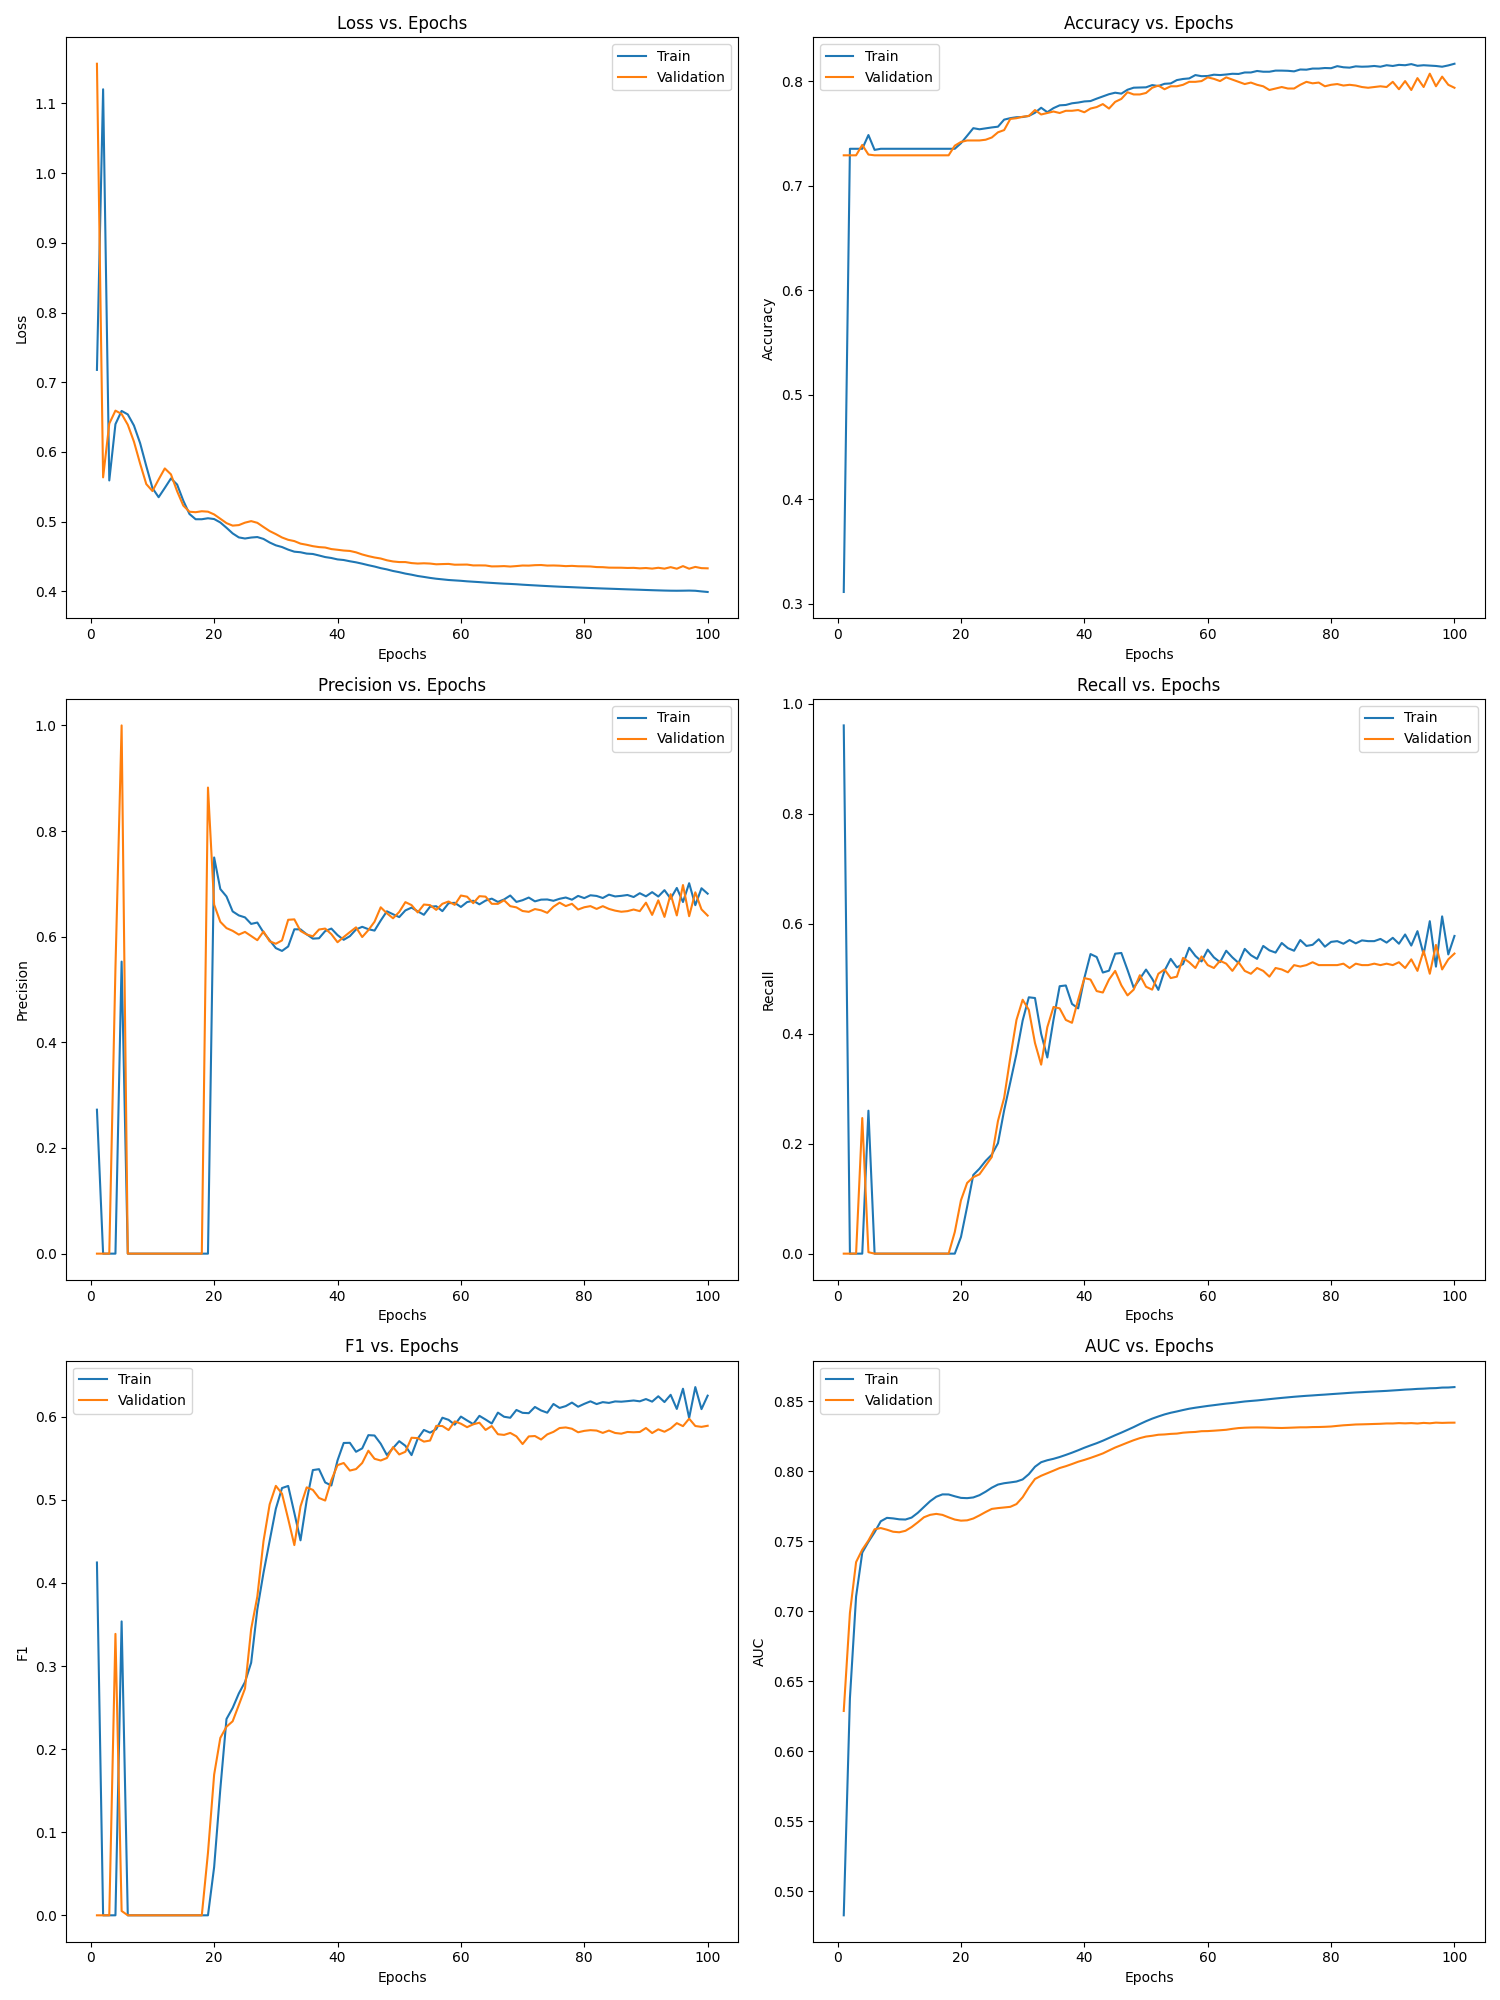 Loss vs. Epochs
Train
Validation
1.1
1.0
0.9
0.8
0.7
0.6
0.5
0.4
Loss
0 20 40 60 80 100
Epochs
Accuracy vs. Epochs
Train
Validation
0.8
0.7
0.6
0.5
0.4
0.3
Accuracy
0 20 40 60 80 100
Epochs
Precision vs. Epochs
Train
Validation
1.0
0.8
0.6
0.4
0.2
0.0
Precision
0 20 40 60 80 100
Epochs
Recall vs. Epochs
Train
Validation
1.0
0.8
0.6
0.4
0.2
0.0
Recall
0 20 40 60 80 100
Epochs
F1 vs. Epochs
Train
Validation
0.6
0.5
0.4
0.3
0.2
0.1
0.0
F1
0 20 40 60 80 100
Epochs
AUC vs. Epochs
Train
Validation
0.85
0.80
0.75
0.70
0.65
0.60
0.55
0.50
AUC
0 20 40 60 80 100
Epochs